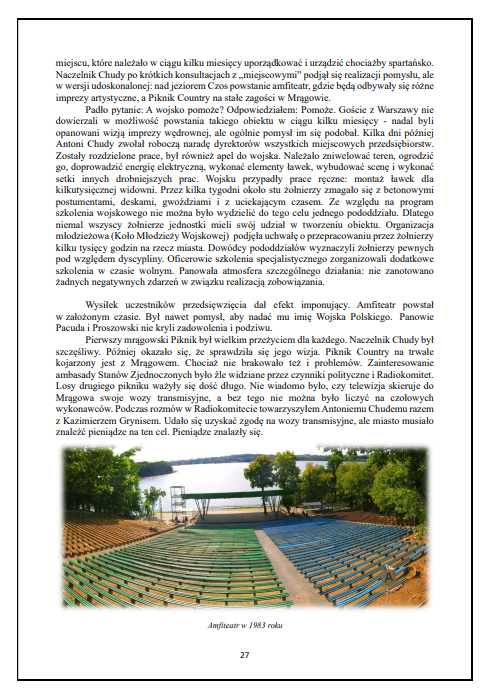 miejscu, które należało w ciągu kilku miesięcy uporządkować i urządzić chociażby spartańsko.
Naczelnik Chudy po krótkich konsultacjach z „miejscowymi” podjął się realizacji pomysłu, ale
w wersji udoskonalonej: nad jeziorem Czos powstanie amfiteatr, gdzie będą odbywały się różne
imprezy artystyczne, a Piknik Country na stałe zagości w Mrągowie.
Padło pytanie: A wojsko pomoże? Odpowiedziałem: Pomoże. Goście z Warszawy nie
dowierzali w możliwość powstania takiego obiektu w ciągu kilku miesięcy - nadal byli
opanowani wizją imprezy wędrownej, ale ogólnie pomysł im się podobał. Kilka dni później
Antoni Chudy zwołał roboczą naradę dyrektorów wszystkich miejscowych przedsiębiorstw.
Zostały rozdzielone prace, był również apel do wojska. Należało zniwelować teren, ogrodzić
go, doprowadzić energię elektryczną, wykonać elementy ławek, wybudować scenę i wykonać
setki innych drobniejszych prac. Wojsku przypadły prace ręczne: montaż ławek dla
kilkutysięcznej widowni. Przez kilka tygodni około stu żołnierzy zmagało się z betonowymi
postumentami, deskami, gwoździami i z uciekającym czasem. Ze względu na program
szkolenia wojskowego nie można było wydzielić do tego celu jednego pododdziału. Dlatego
niemal wszyscy żołnierze jednostki mieli swój udział w tworzeniu obiektu. Organizacja
młodzieżowa (Koło Młodzieży Wojskowej) podjęła uchwałę o przepracowaniu przez żołnierzy
kilku tysięcy godzin na rzecz miasta. Dowódcy pododdziałów wyznaczyli żołnierzy pewnych
pod względem dyscypliny. Oficerowie szkolenia specjalistycznego zorganizowali dodatkowe
szkolenia w czasie wolnym. Panowała atmosfera szczególnego działania: nie zanotowano
żadnych negatywnych zdarzeń w związku realizacją zobowiązania.
Wysiłek uczestników przedsięwzięcia dał efekt imponujący. Amfiteatr powstał
w założonym czasie. Był nawet pomysł, aby nadać mu imię Wojska Polskiego. Panowie
Pacuda i Proszowski nie kryli zadowolenia i podziwu.
Pierwszy mrągowski Piknik był wielkim przeżyciem dla każdego. Naczelnik Chudy był
szczęśliwy. Później okazało się, że sprawdziła się jego wizja. Piknik Country na trwałe
kojarzony jest z Mrągowem. Chociaż nie brakowało też i problemów. Zainteresowanie
ambasady Stanów Zjednoczonych było źle widziane przez czynniki polityczne i Radiokomitet.
Losy drugiego pikniku ważyły się dość długo. Nie wiadomo było, czy telewizja skieruje do
Mrągowa swoje wozy transmisyjne, a bez tego nie można było liczyć na czołowych
wykonawców. Podczas rozmów w Radiokomitecie towarzyszyłem Antoniemu Chudemu razem
z Kazimierzem Grynisem. Udało się uzyskać zgodę na wozy transmisyjne, ale miasto musiało
znaleźć pieniądze na ten cel. Pieniądze znalazły się.
Amfiteatr w 1983 roku
27